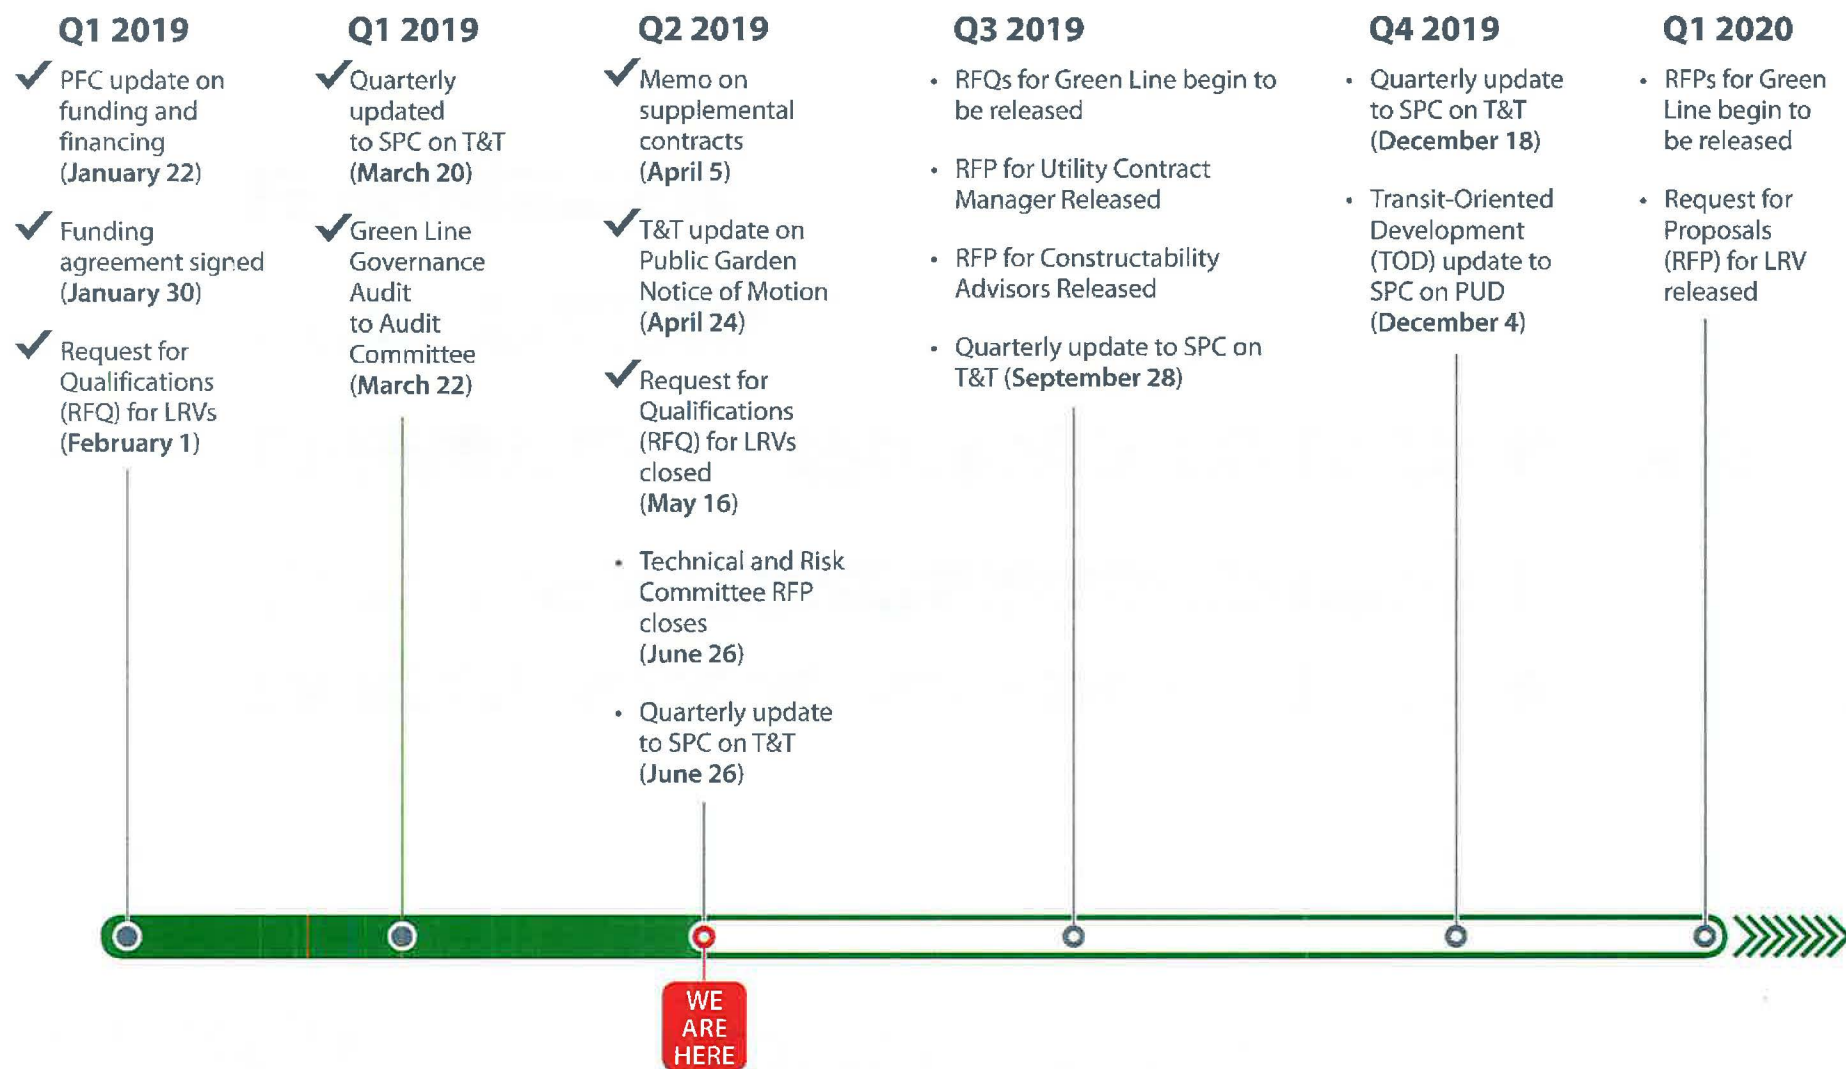 Q1 2019
PFC update on
funding and
financing
(January 22)
Funding
agreement signed
(January 30)
Request for
Qualifications
(RFQ) for LRVs
(February 1)
Q1 2019
Quarterly
updated
to SPC on T&T
(March 20)
Green Line
Governance
Audit
to Audit
Committee
(March 22)
Q2 2019
Memo on
supplemental
contracts
(April 5)
T&T update on
Public Garden
Notice of Motion
(April 24)
Request for
Qualifications
(RFQ) for LRVs
closed
(May 16)
• Technical and Risk
Committee RFP
closes
(June 26)
• Quarterly update
to SPC on T&T
(June 26)
Q3 2019
• RFQs for Green Line begin to
be released
• RFP for Utility Contract
Manager Released
• RFP for Constructability
Advisors Released
• Quarterly update to SPC on
T&T (September 28)
Q4 2019
• Quarterly update
to SPC on T&T
(December 18)
• Transit-Oriented
Development
(TOD) update to
SPC on PUD
(December 4)
Q1 2020
• RFPs for Green
Line begin to
be released
• Request for
Proposals
(RFP) for LRV
released
WE
ARE
HERE